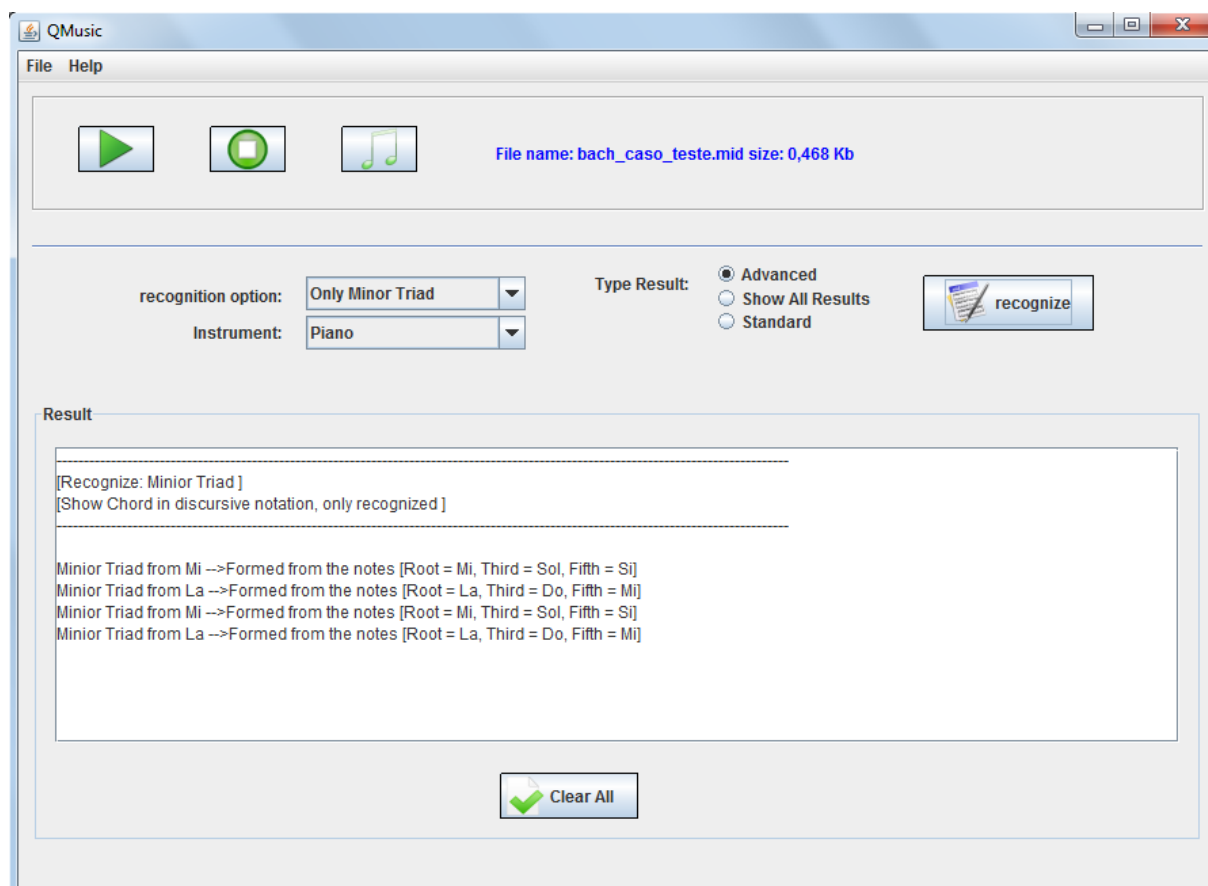 QMusic
File Help
File name: bach_caso_teste.mid size: 0,468 Kb
recognition option: Only Minor Triad
Instrument: Piano
Type Result:
Advanced
Show All Results
Standard
recognize
Result
[Recognize: Minior Triad ]
[Show Chord in discursive notation, only recognized ]
Minior Triad from Mi -->Formed from the notes [Root = Mi, Third = Sol, Fifth = Si]
Minior Triad from La -->Formed from the notes [Root = La, Third = Do, Fifth = Mi]
Minior Triad from Mi -->Formed from the notes [Root = Mi, Third = Sol, Fifth = Si]
Minior Triad from La -->Formed from the notes [Root = La, Third = Do, Fifth = Mi]
Clear All